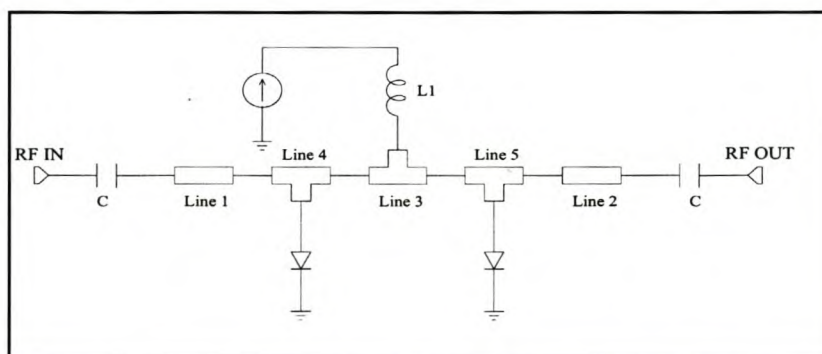 L1
RF IN
Line 4
Line 5
RF OUT
C
Line 1
Line 3
Line 2
C